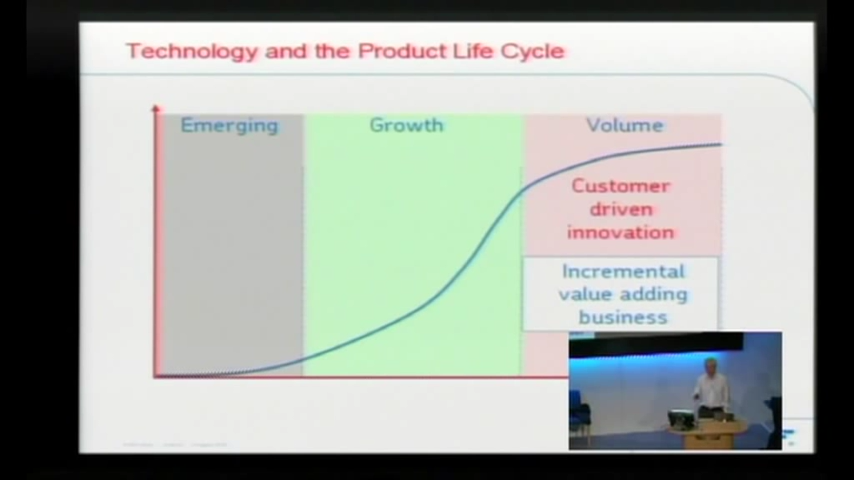 Technology and the Product Life Cycle
Emerging
Growth
Volume
Customer
driven
innovation
Incremental
value adding
business